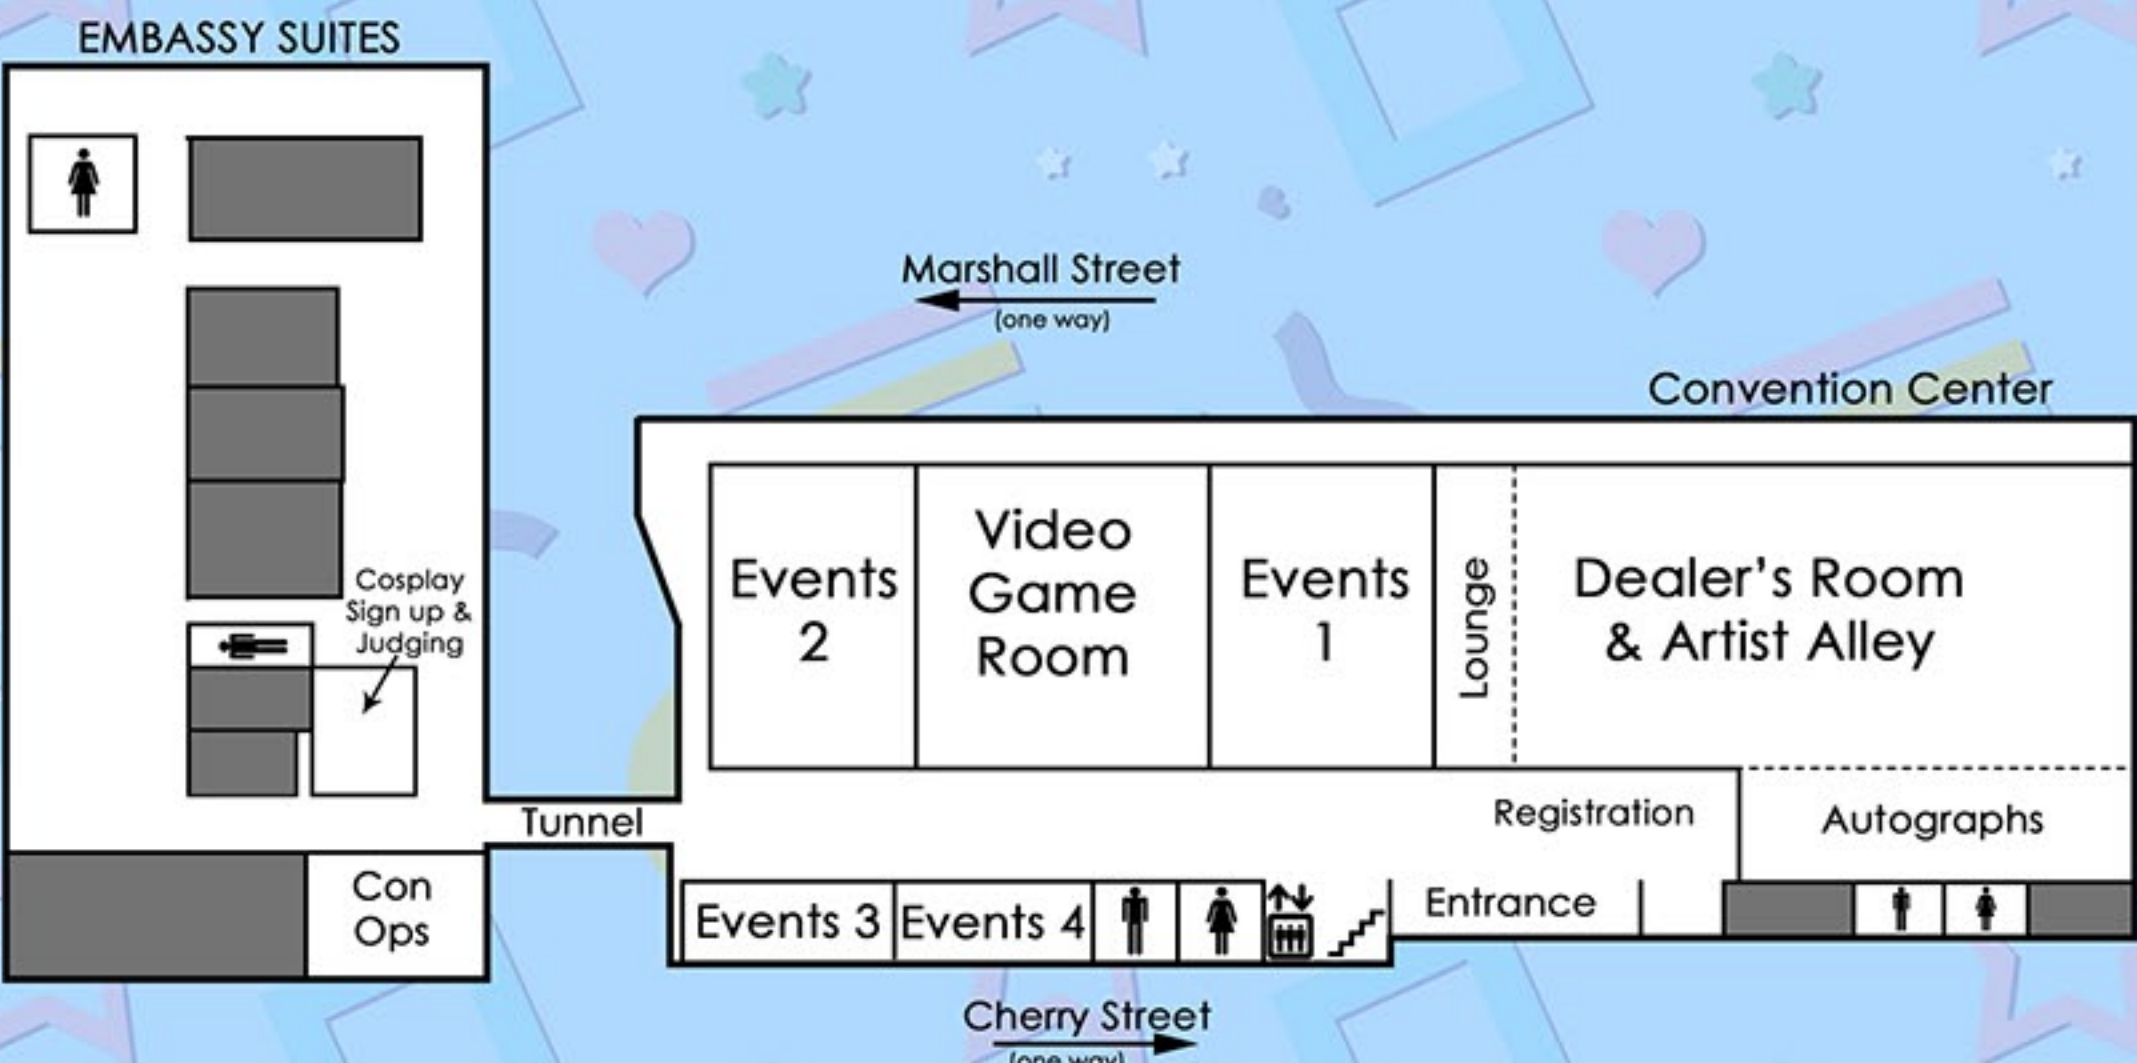 EMBASSY SUITES
Marshall Street
(one way)
Convention Center
Cosplay
Sign up &
Judging
Events
2
Video
Game
Room
Events
1
Lounge
Dealer's Room
& Artist Alley
Tunnel
Registration
Autographs
Con
Ops
Events 3
Events 4
Entrance
Cherry Street
(one way)